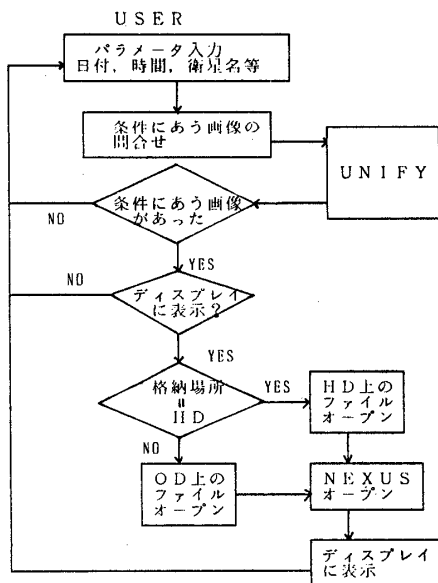 USER
パラメータ入力
日付，時間，衛星名等
条件にあう画像の
問合せ
UNIFY
条件にあう画像
があった
NO
YES
ディスプレイ
に表示？
NO
YES
格納場所
=
HD
YES
HD上の
ファイル
オープン
NO
OD上の
ファイル
オープン
NEXUS
オープン
ディスプレイ
に表示